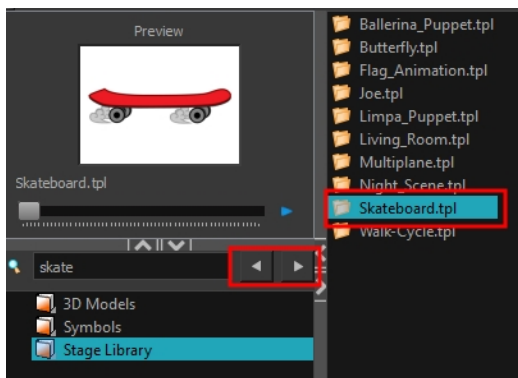 Preview
Skateboard.tpl
skate
3D Models
Symbols
Stage Library
Ballerina_Puppet.tpl
Butterfly.tpl
Flag_Animation.tpl
Joe.tpl
Limpa_Puppet.tpl
Living_Room.tpl
Multiplane.tpl
Night_Scene.tpl
Skateboard.tpl
Walk-Cycle.tpl